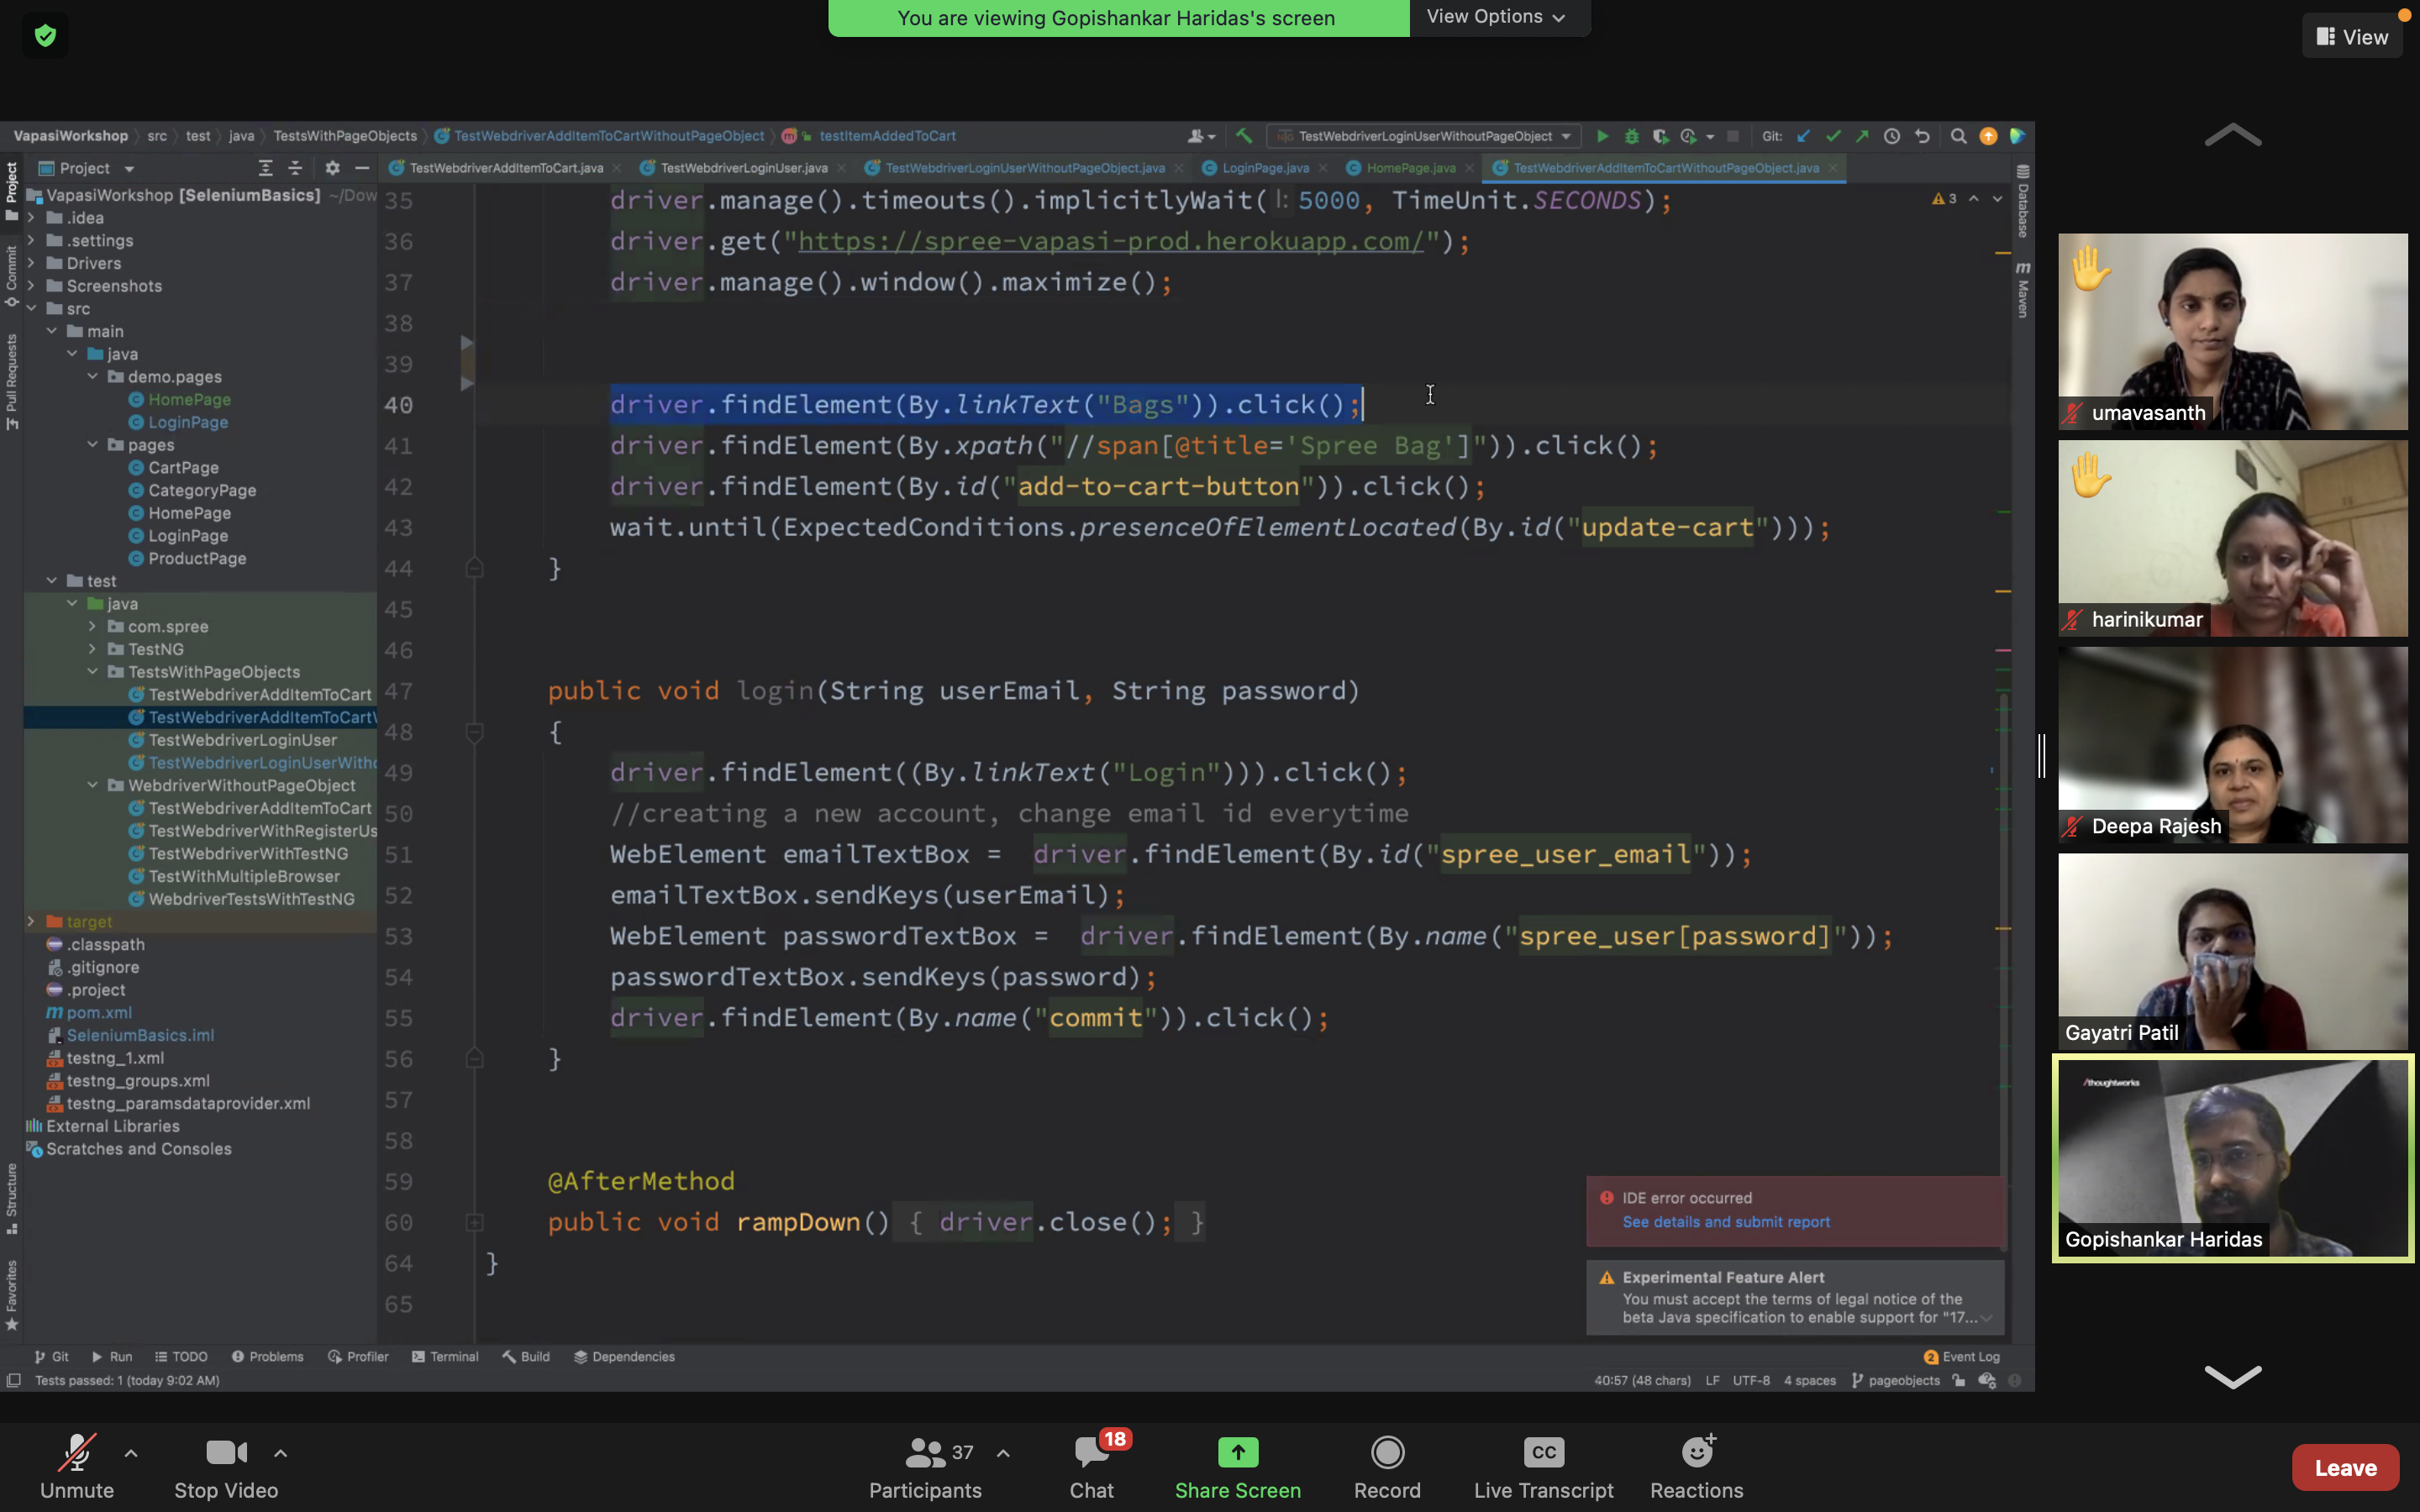 You are viewing Gopishankar Haridas's screen
View Options
View
VapasiWorkshop src test java TestsWithPageObjects TestWebdriverAddItemToCartWithoutPageObject testItemAddedToCart
TestWebdriverLoginUserWithoutPageObject
Git:
Project
TestWebdriverAddItemToCart.java
TestWebdriverLoginUser.java
TestWebdriverLoginUserWithoutPageObject.java
LoginPage.java
HomePage.java
TestWebdriverAddItemToCartWithoutPageObject.java
Project
Commit
Pull Requests
Structure
Favorites
Database
Maven
VapasiWorkshop [SeleniumBasics] ~/Dow
.idea
.settings
Drivers
Screenshots
src
main
java
demo.pages
HomePage
LoginPage
pages
CartPage
CategoryPage
HomePage
LoginPage
ProductPage
test
java
com.spree
TestNG
TestsWithPageObjects
TestWebdriverAddItemToCart
TestWebdriverAddItemToCartW
TestWebdriverLoginUser
TestWebdriverLoginUserWitho
WebdriverWithoutPageObject
TestWebdriverAddItemToCart
TestWebdriverWithRegisterUs
TestWebdriverWithTestNG
TestWithMultipleBrowser
WebdriverTestsWithTestNG
target
.classpath
.gitignore
.project
pom.xml
SeleniumBasics.iml
testng_1.xml
testng_groups.xml
testng_paramsdataprovider.xml
External Libraries
Scratches and Consoles
3
35 driver.manage().timeouts().implicitlyWait( l: 5000, TimeUnit.SECONDS);
36 driver.get("https://spree-vapasi-prod.herokuapp.com/");
37 driver.manage().window().maximize();
38
39
40 driver.findElement(By.linkText("Bags")).click();
41 driver.findElement(By.xpath("//span[@title='Spree Bag']")).click();
42 driver.findElement(By.id("add-to-cart-button")).click();
43 wait.until(ExpectedConditions.presenceOfElementLocated(By.id("update-cart")));
44 }
45
46
47 public void login(String userEmail, String password)
48 {
49 driver.findElement((By.linkText("Login"))).click();
50 //creating a new account, change email id everytime
51 WebElement emailTextBox = driver.findElement(By.id("spree_user_email"));
52 emailTextBox.sendKeys(userEmail);
53 WebElement passwordTextBox = driver.findElement(By.name("spree_user[password]"));
54 passwordTextBox.sendKeys(password);
55 driver.findElement(By.name("commit")).click();
56 }
57
58
59 @AfterMethod
60 public void rampDown() { driver.close(); }
64 }
65
IDE error occurred
See details and submit report
Experimental Feature Alert
You must accept the terms of legal notice of the
beta Java specification to enable support for "17...
Git Run TODO Problems Profiler Terminal Build Dependencies
2 Event Log
Tests passed: 1 (today 9:02 AM)
40:57 (48 chars) LF UTF-8 4 spaces pageobjects
umavasanth
harinikumar
Deepa Rajesh
Gayatri Patil
/thoughtworks
Gopishankar Haridas
Unmute
Stop Video
37
Participants
18
Chat
Share Screen
Record
CC
Live Transcript
Reactions
Leave